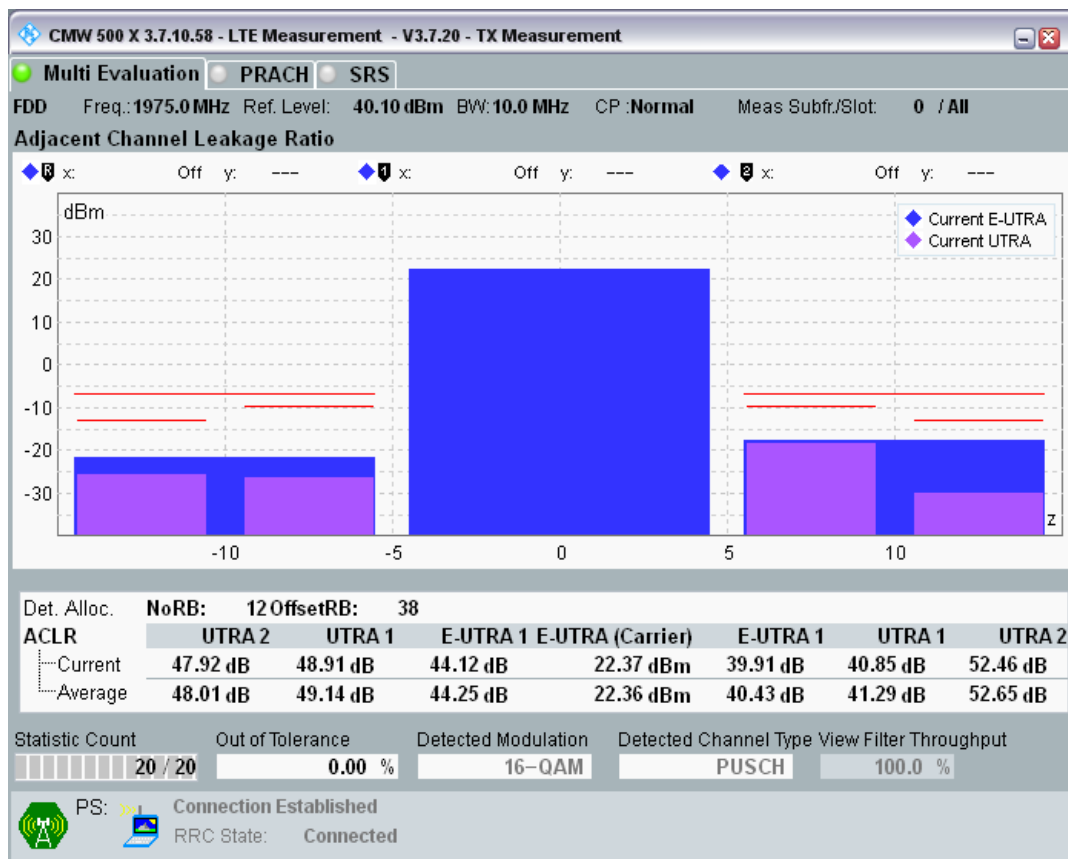 CMW 500 X 3.7.10.58 - LTE Measurement - V3.7.20 - TX Measurement
Multi Evaluation PRACH SRS
FDD Freq.:1975.0 MHz Ref. Level: 40.10 dBm BW:10.0 MHz CP :Normal Meas Subfr./Slot: 0 / All
Adjacent Channel Leakage Ratio
R x: Off y: --- 1 x: Off y: --- 2 x: Off y: ---
dBm
Current E-UTRA
Current UTRA
30
20
10
0
-10
-20
-30
z
-10 -5 0 5 10
Det. Alloc. NoRB: 12 OffsetRB: 38
ACLR UTRA 2 UTRA 1 E-UTRA 1 E-UTRA (Carrier) E-UTRA 1 UTRA 1 UTRA 2
Current 47.92 dB 48.91 dB 44.12 dB 22.37 dBm 39.91 dB 40.85 dB 52.46 dB
Average 48.01 dB 49.14 dB 44.25 dB 22.36 dBm 40.43 dB 41.29 dB 52.65 dB
Statistic Count Out of Tolerance Detected Modulation Detected Channel Type View Filter Throughput
20 / 20 0.00 % 16-QAM PUSCH 100.0 %
PS: Connection Established
RRC State: Connected